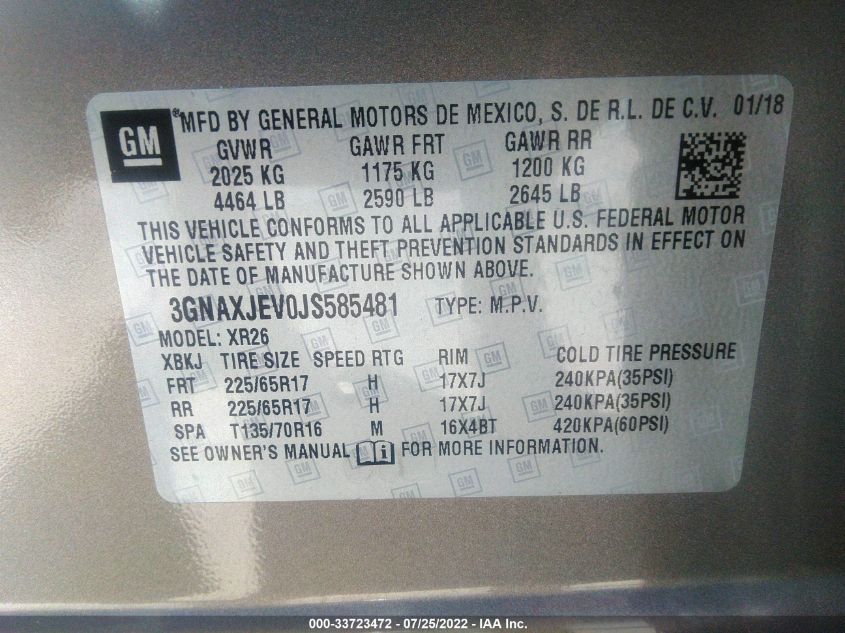 GM ® MFD BY GENERAL MOTORS DE MEXICO, S. DE R.L. DE C.V. 01/18
GVWR GAWR FRT GAWR RR
2025 KG 1175 KG 1200 KG
4464 LB 2590 LB 2645 LB
THIS VEHICLE CONFORMS TO ALL APPLICABLE U.S. FEDERAL MOTOR
VEHICLE SAFETY AND THEFT PREVENTION STANDARDS IN EFFECT ON
THE DATE OF MANUFACTURE SHOWN ABOVE.
3GNAXJEV0JS585481 TYPE: M.P.V.
MODEL: XR26
XBKJ TIRE SIZE SPEED RTG RIM COLD TIRE PRESSURE
FRT 225/65R17 H 17X7J 240KPA(35PSI)
RR 225/65R17 H 17X7J 240KPA(35PSI)
SPA T135/70R16 M 16X4BT 420KPA(60PSI)
SEE OWNER'S MANUAL i FOR MORE INFORMATION.
000-33723472 - 07/25/2022 - IAA Inc.